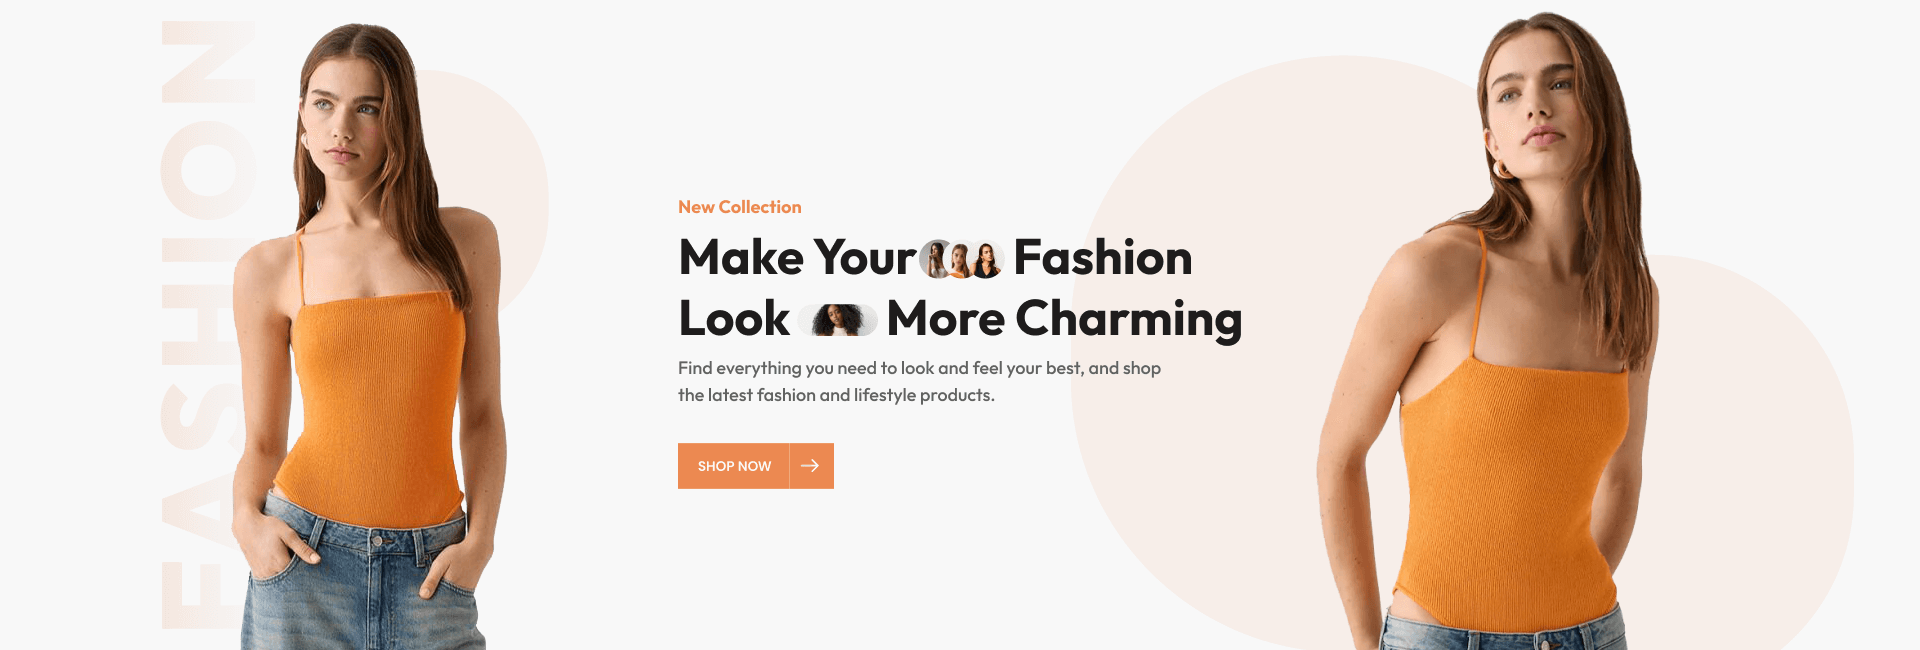 FASHION
New Collection
Make Your Fashion
Look More Charming
Find everything you need to look and feel your best, and shop
the latest fashion and lifestyle products.
SHOP NOW